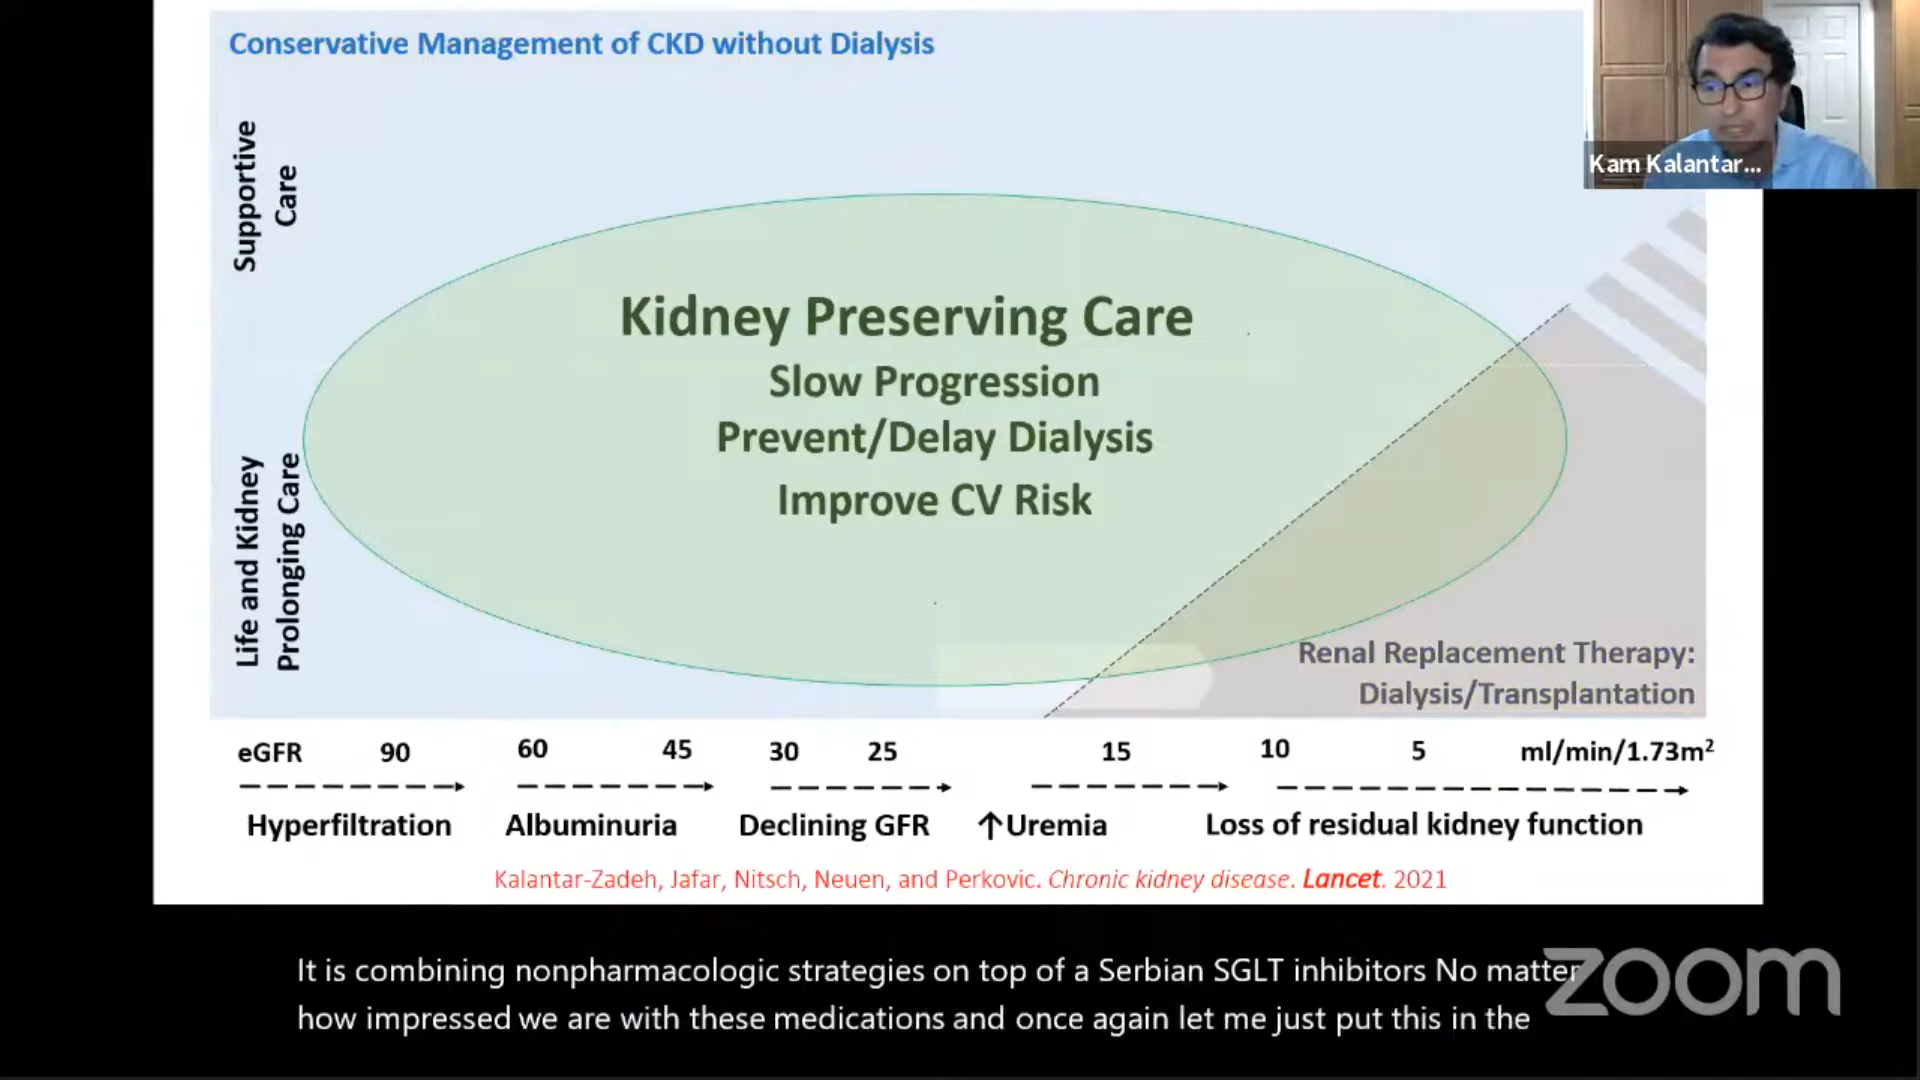 Conservative Management of CKD without Dialysis
Kam Kalantar...
Supportive
Care
Life and Kidney
Prolonging Care
Kidney Preserving Care
Slow Progression
Prevent/Delay Dialysis
Improve CV Risk
Renal Replacement Therapy:
Dialysis/Transplantation
eGFR 90 60 45 30 25 15 10 5 ml/min/1.73m²
Hyperfiltration Albuminuria Declining GFR ↑Uremia Loss of residual kidney function
Kalantar-Zadeh, Jafar, Nitsch, Neuen, and Perkovic. Chronic kidney disease. Lancet. 2021
It is combining nonpharmacologic strategies on top of a Serbian SGLT inhibitors No matter
how impressed we are with these medications and once again let me just put this in the
zoom